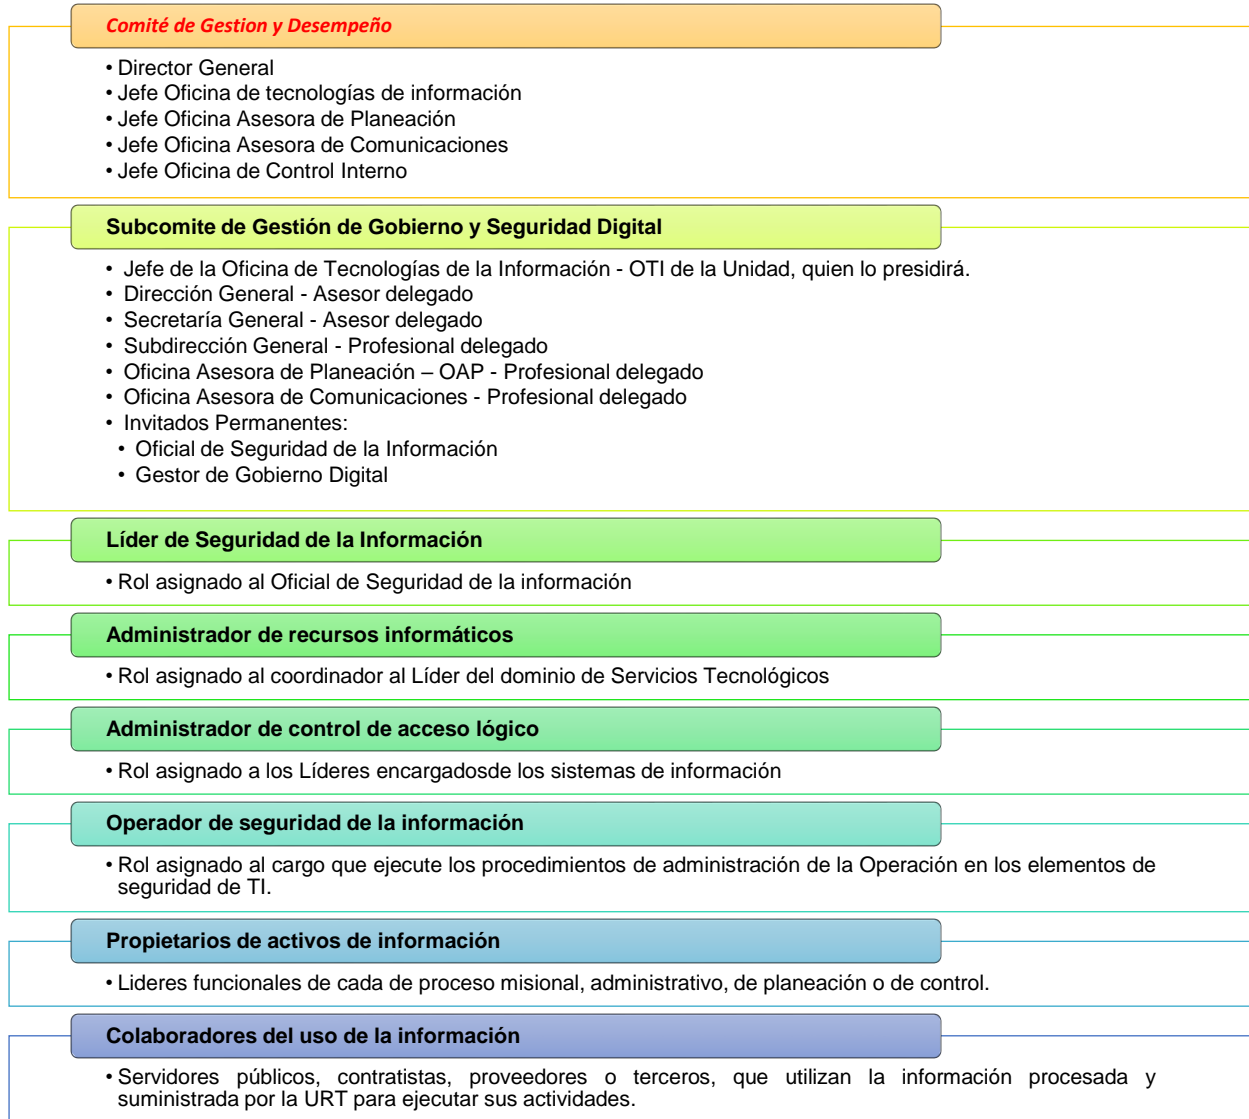 Comité de Gestion y Desempeño
• Director General
• Jefe Oficina de tecnologías de información
• Jefe Oficina Asesora de Planeación
• Jefe Oficina Asesora de Comunicaciones
• Jefe Oficina de Control Interno
Subcomite de Gestión de Gobierno y Seguridad Digital
• Jefe de la Oficina de Tecnologías de la Información - OTI de la Unidad, quien lo presidirá.
• Dirección General - Asesor delegado
• Secretaría General - Asesor delegado
• Subdirección General - Profesional delegado
• Oficina Asesora de Planeación – OAP - Profesional delegado
• Oficina Asesora de Comunicaciones - Profesional delegado
• Invitados Permanentes:
• Oficial de Seguridad de la Información
• Gestor de Gobierno Digital
Líder de Seguridad de la Información
• Rol asignado al Oficial de Seguridad de la información
Administrador de recursos informáticos
• Rol asignado al coordinador al Líder del dominio de Servicios Tecnológicos
Administrador de control de acceso lógico
• Rol asignado a los Líderes encargadosde los sistemas de información
Operador de seguridad de la información
• Rol asignado al cargo que ejecute los procedimientos de administración de la Operación en los elementos de
seguridad de TI.
Propietarios de activos de información
• Lideres funcionales de cada de proceso misional, administrativo, de planeación o de control.
Colaboradores del uso de la información
• Servidores públicos, contratistas, proveedores o terceros, que utilizan la información procesada y
suministrada por la URT para ejecutar sus actividades.